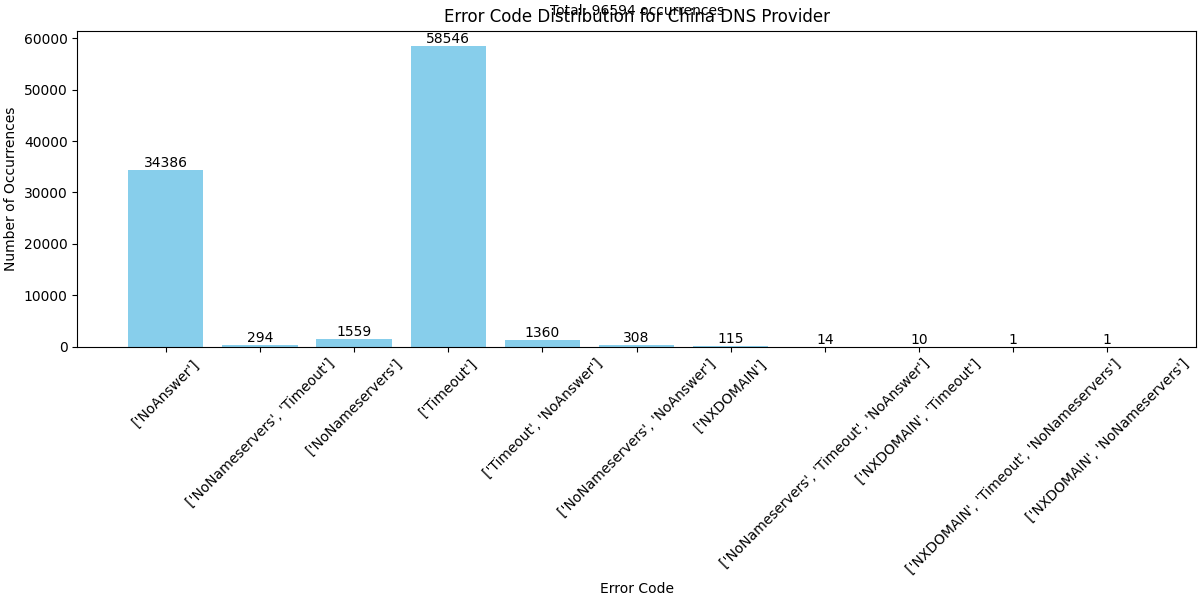 Total: 96594 occurrences
Error Code Distribution for China DNS Provider
Number of Occurrences
60000
50000
40000
30000
20000
10000
0
34386
294
1559
58546
1360
308
115
14
10
1
1
['NoAnswer']
['NoNameservers', 'Timeout']
['NoNameservers']
['Timeout']
['Timeout', 'NoAnswer']
['NoNameservers', 'NoAnswer']
['NXDOMAIN']
['NoNameservers', 'Timeout', 'NoAnswer']
['NXDOMAIN', 'Timeout']
['NXDOMAIN', 'Timeout', 'NoNameservers']
['NXDOMAIN', 'NoNameservers']
Error Code